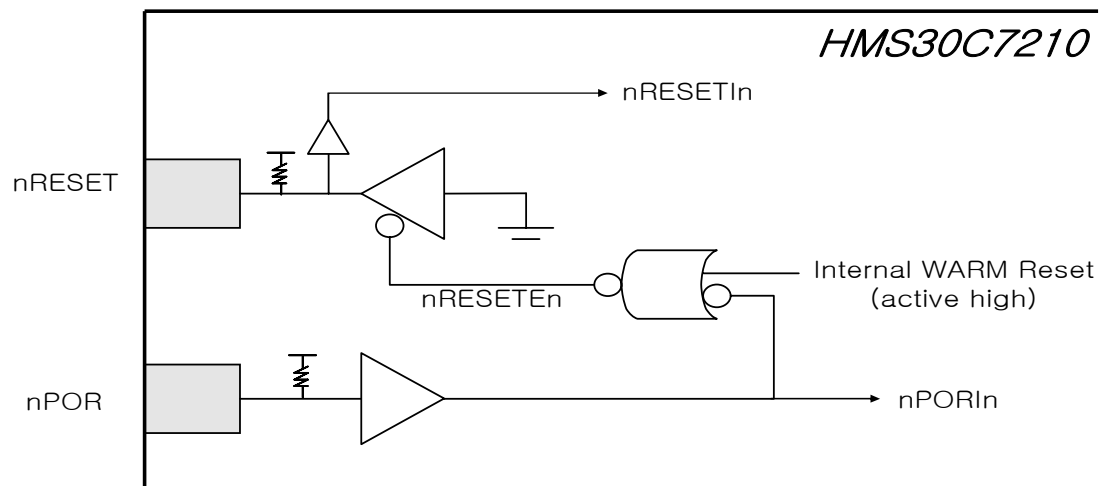 HMS30C7210
nRESETIn
nRESET
Internal WARM Reset
(active high)
nRESETEn
nPOR
nPORIn